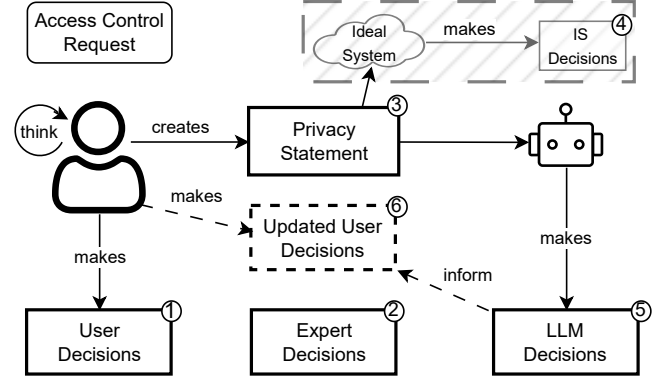 Access Control
Request
Ideal
System
makes
4
IS
Decisions
think
creates
3
Privacy
Statement
makes
6
Updated User
Decisions
makes
makes
inform
1
User
Decisions
2
Expert
Decisions
5
LLM
Decisions